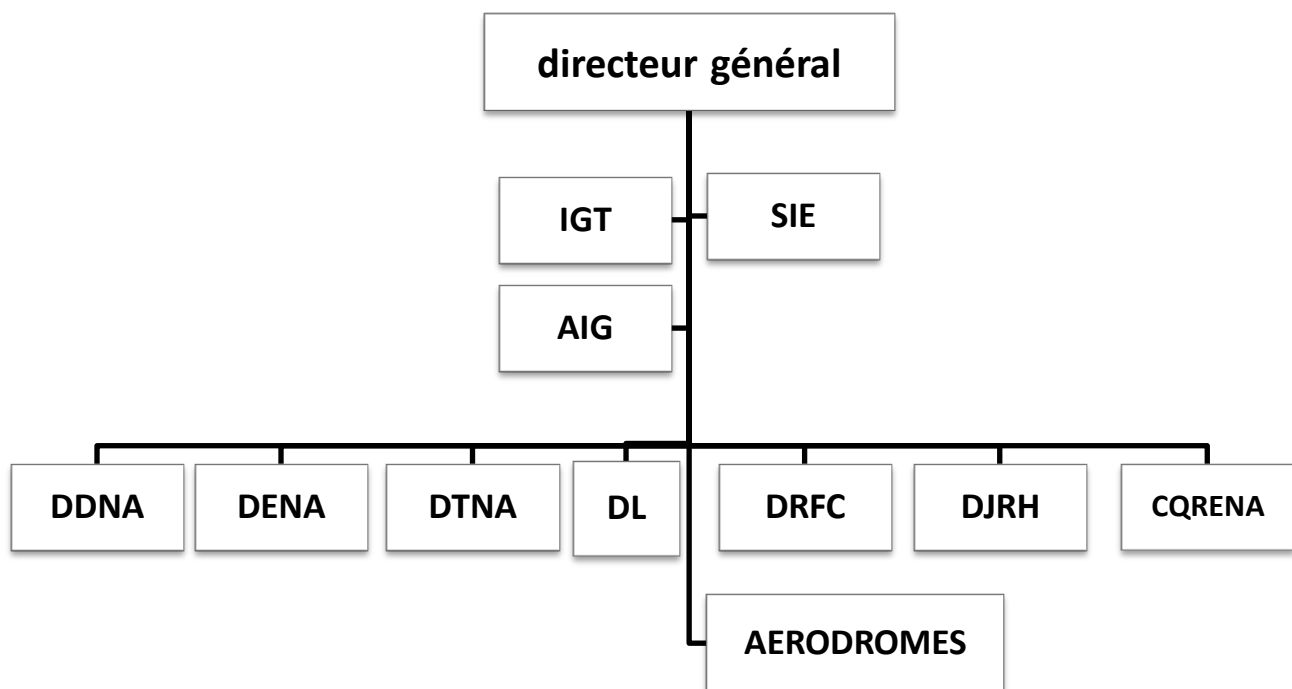 directeur général
IGT
SIE
AIG
DDNA
DENA
DTNA
DL
DRFC
DJRH
CQRENA
AERODROMES